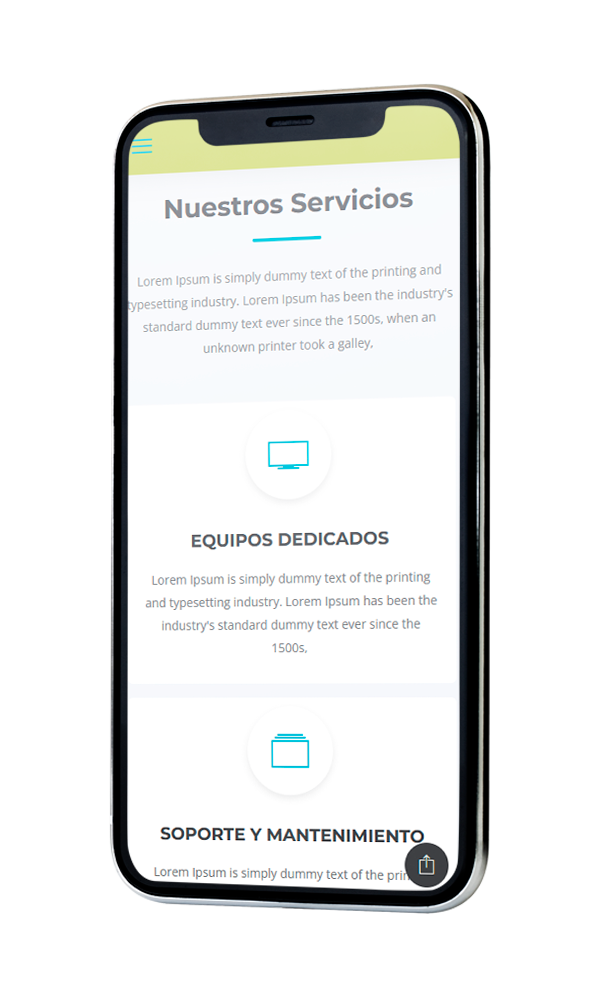 Nuestros Servicios
Lorem Ipsum is simply dummy text of the printing and
typesetting industry. Lorem Ipsum has been the industry's
standard dummy text ever since the 1500s, when an
unknown printer took a galley,
EQUIPOS DEDICADOS
Lorem Ipsum is simply dummy text of the printing
and typesetting industry. Lorem Ipsum has been the
industry's standard dummy text ever since the
1500s,
SOPORTE Y MANTENIMIENTO
Lorem Ipsum is simply dummy text of the